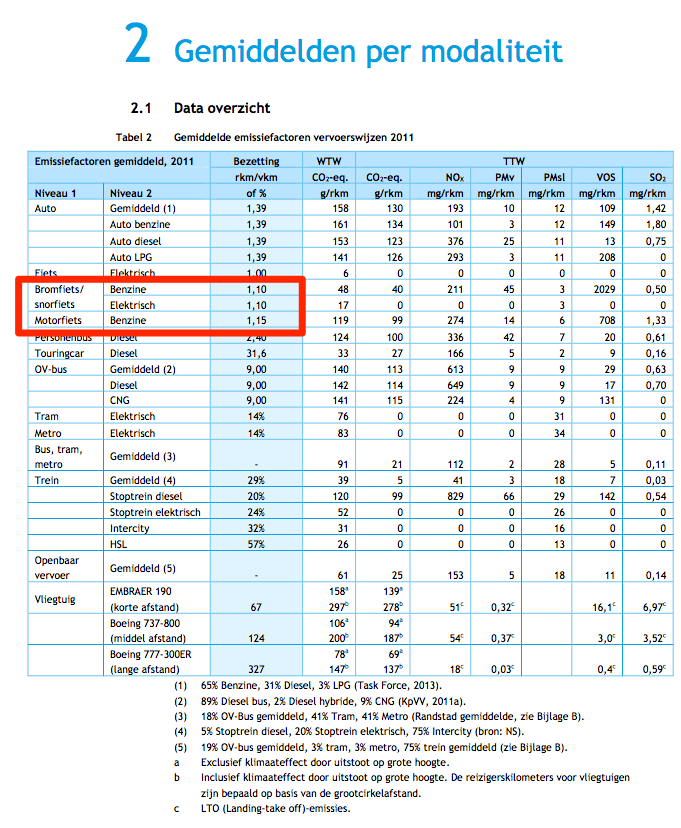 2 Gemiddelden per modaliteit
2.1 Data overzicht
Tabel 2 Gemiddelde emissiefactoren vervoerswijzen 2011
Emissiefactoren gemiddeld, 2011 Bezetting WTW TTW
rkm/vkm CO₂-eq. CO₂-eq. NOₓ PMv PMsl VOS SO₂
Niveau 1 Niveau 2 of % g/rkm g/rkm mg/rkm mg/rkm mg/rkm mg/rkm mg/rkm
Auto Gemiddeld (1) 1,39 158 130 193 10 12 109 1,42
Auto benzine 1,39 161 134 101 3 12 149 1,80
Auto diesel 1,39 153 123 376 25 11 13 0,75
Auto LPG 1,39 141 126 293 3 11 208 0
Fiets Elektrisch 1,00 6 0 0 0 0 0 0
Bromfiets/ Benzine 1,10 48 40 211 45 3 2029 0,50
snorfiets Elektrisch 1,10 17 0 0 0 3 0 0
Motorfiets Benzine 1,15 119 99 274 14 6 708 1,33
Personenbus Diesel 2,40 124 100 336 42 7 20 0,61
Touringcar Diesel 31,6 33 27 166 5 2 9 0,16
OV-bus Gemiddeld (2) 9,00 140 113 613 9 9 29 0,63
Diesel 9,00 142 114 649 9 9 17 0,70
CNG 9,00 141 115 224 4 9 131 0
Tram Elektrisch 14% 76 0 0 0 31 0 0
Metro Elektrisch 14% 83 0 0 0 34 0 0
Bus, tram,
metro Gemiddeld (3) - 91 21 112 2 28 5 0,11
Trein Gemiddeld (4) 29% 39 5 41 3 18 7 0,03
Stoptrein diesel 20% 120 99 829 66 29 142 0,54
Stoptrein elektrisch 24% 52 0 0 0 26 0 0
Intercity 32% 31 0 0 0 16 0 0
HSL 57% 26 0 0 0 13 0 0
Openbaar
vervoer Gemiddeld (5) - 61 25 153 5 18 11 0,14
Vliegtuig EMBRAER 190 158ᵃ 139ᵃ
(korte afstand) 67 297ᵇ 278ᵇ 51ᶜ 0,32ᶜ 16,1ᶜ 6,97ᶜ
Boeing 737-800 106ᵃ 94ᵃ
(middel afstand) 124 200ᵇ 187ᵇ 54ᶜ 0,37ᶜ 3,0ᶜ 3,52ᶜ
Boeing 777-300ER 78ᵃ 69ᵃ
(lange afstand) 327 147ᵇ 137ᵇ 18ᶜ 0,03ᶜ 0,4ᶜ 0,59ᶜ
(1) 65% Benzine, 31% Diesel, 3% LPG (Task Force, 2013).
(2) 89% Diesel bus, 2% Diesel hybride, 9% CNG (KpVV, 2011a).
(3) 18% OV-Bus gemiddeld, 41% Tram, 41% Metro (Randstad gemiddelde, zie Bijlage B).
(4) 5% Stoptrein diesel, 20% Stoptrein elektrisch, 75% Intercity (bron: NS).
(5) 19% OV-bus gemiddeld, 3% tram, 3% metro, 75% trein gemiddeld (zie Bijlage B).
a Exclusief klimaateffect door uitstoot op grote hoogte.
b Inclusief klimaateffect door uitstoot op grote hoogte. De reizigerskilometers voor vliegtuigen
zijn bepaald op basis van de grootcirkelafstand.
c LTO (Landing-take off)-emissies.